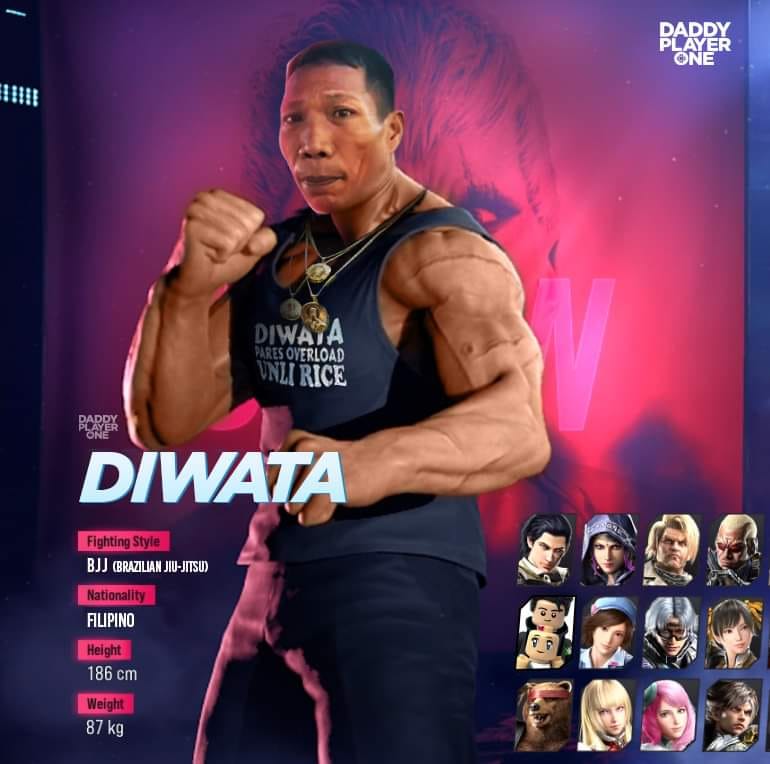 DADDY
PLAYER
ONE
DIWATA
PARES OVERLOAD
UNLI RICE
DADDY
PLAYER
ONE
DIWATA
Fighting Style
BJJ (BRAZILIAN JIU-JITSU)
Nationality
FILIPINO
Height
186 cm
Weight
87 kg